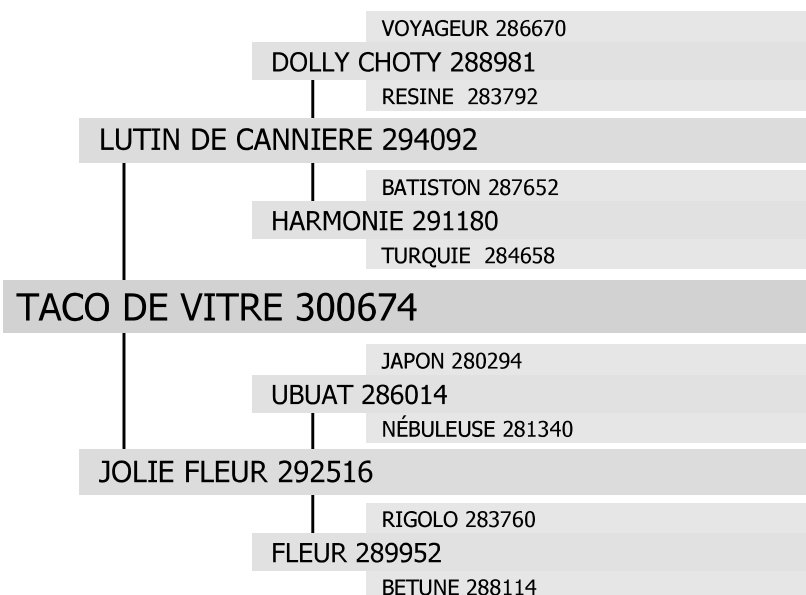 VOYAGEUR 286670
DOLLY CHOTY 288981
RESINE 283792
LUTIN DE CANNIERE 294092
BATISTON 287652
HARMONIE 291180
TURQUIE 284658
TACO DE VITRE 300674
JAPON 280294
UBUAT 286014
NÉBULEUSE 281340
JOLIE FLEUR 292516
RIGOLO 283760
FLEUR 289952
BETUNE 288114